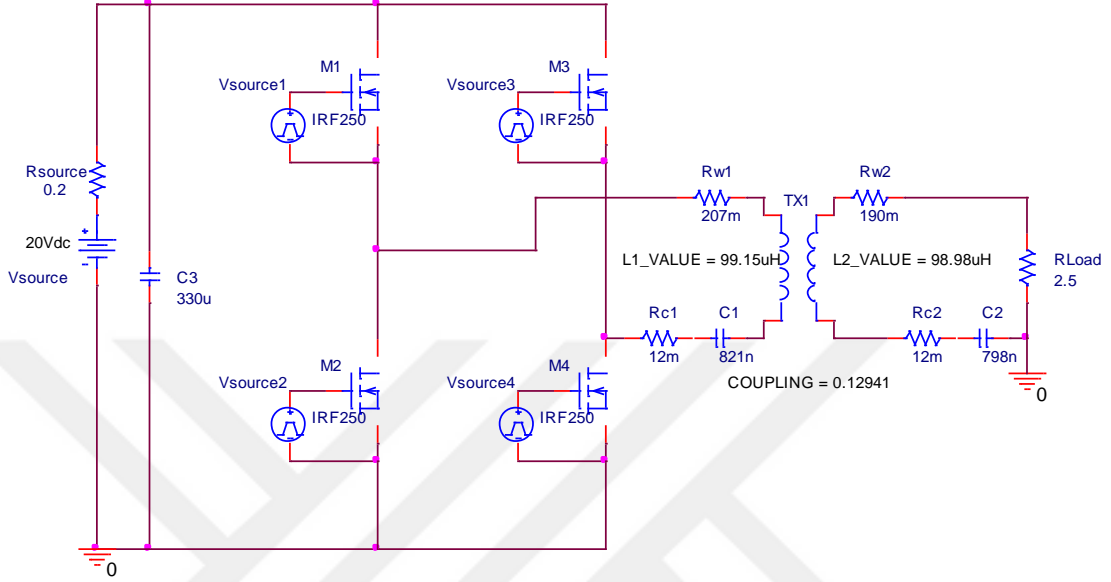 M1
M3
Vsource1
Vsource3
+
+
IRF250
IRF250
-
-
Rsource
0.2
Rw1
Rw2
TX1
207m
190m
+
20Vdc
-
Vsource
L1_VALUE = 99.15uH
L2_VALUE = 98.98uH
RLoad
2.5
C3
330u
Rc1
C1
Rc2
C2
12m
821n
12m
798n
M2
M4
Vsource2
Vsource4
COUPLING = 0.12941
0
+
+
IRF250
IRF250
-
-
0